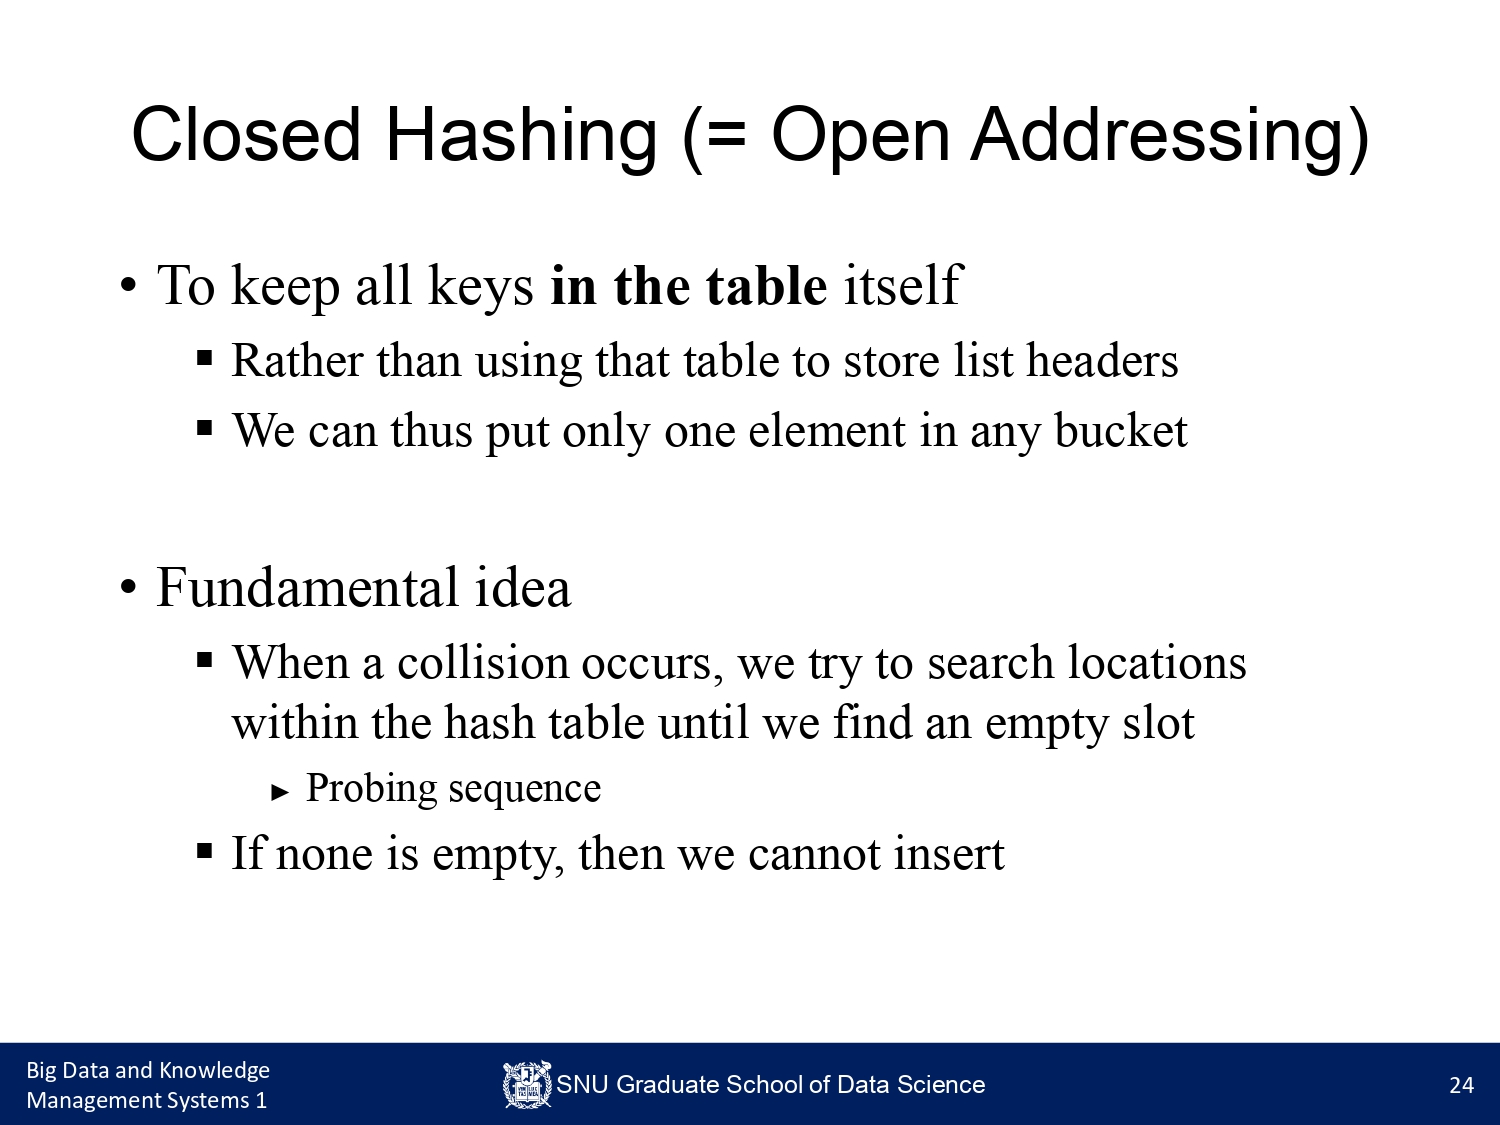 Closed Hashing (= Open Addressing)
• To keep all keys in the table itself
▪ Rather than using that table to store list headers
▪ We can thus put only one element in any bucket
• Fundamental idea
▪ When a collision occurs, we try to search locations
within the hash table until we find an empty slot
► Probing sequence
▪ If none is empty, then we cannot insert
Big Data and Knowledge
Management Systems 1
SNU Graduate School of Data Science
24